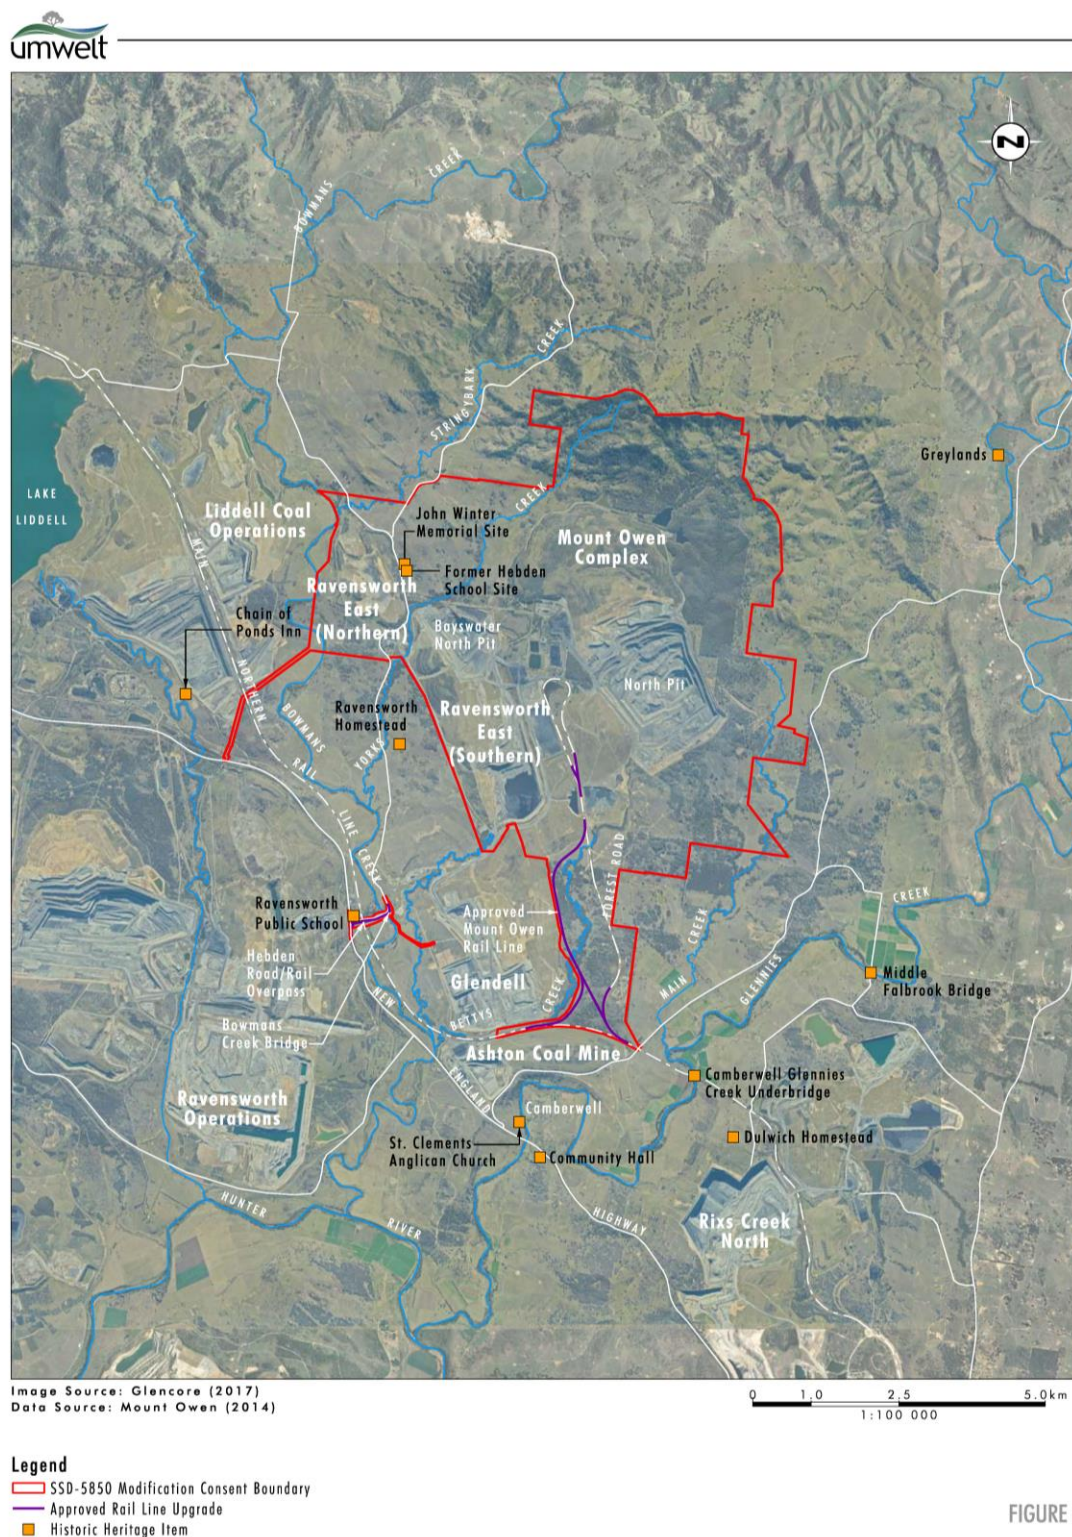 umwelt
N
BOWMANS
CREEK
STRINGYBARK
CREEK
Greylands
LAKE
LIDDELL
Liddell Coal
Operations
CREEK
John Winter
Memorial Site
Mount Owen
Complex
MAIN
Former Hebden
School Site
Ravensworth
East
(Northern)
Chain of
Ponds Inn
Bayswater
North Pit
North Pit
NORTHERN
BOWMANS
Ravensworth
Homestead
YORKS
Ravensworth
East
(Southern)
RAIL
LINE
CREEK
FOREST ROAD
Ravensworth
Public School
Approved
Mount Owen
Rail Line
CREEK
CREEK
Hebden
Road/Rail
Overpass
NEW
Glendell
CREEK
MAIN
GLENNIES
Middle
Falbrook Bridge
Bowmans
Creek Bridge
BETTYS
Ashton Coal Mine
ENGLAND
Camberwell Glennies
Creek Underbridge
Ravensworth
Operations
Camberwell
St. Clements
Anglican Church
Dulwich Homestead
Community Hall
HUNTER
RIVER
HIGHWAY
Rixs Creek
North
Image Source: Glencore (2017)
Data Source: Mount Owen (2014)
0 1.0 2.5 5.0km
1:100 000
Legend
SSD-5850 Modification Consent Boundary
Approved Rail Line Upgrade
Historic Heritage Item
FIGURE